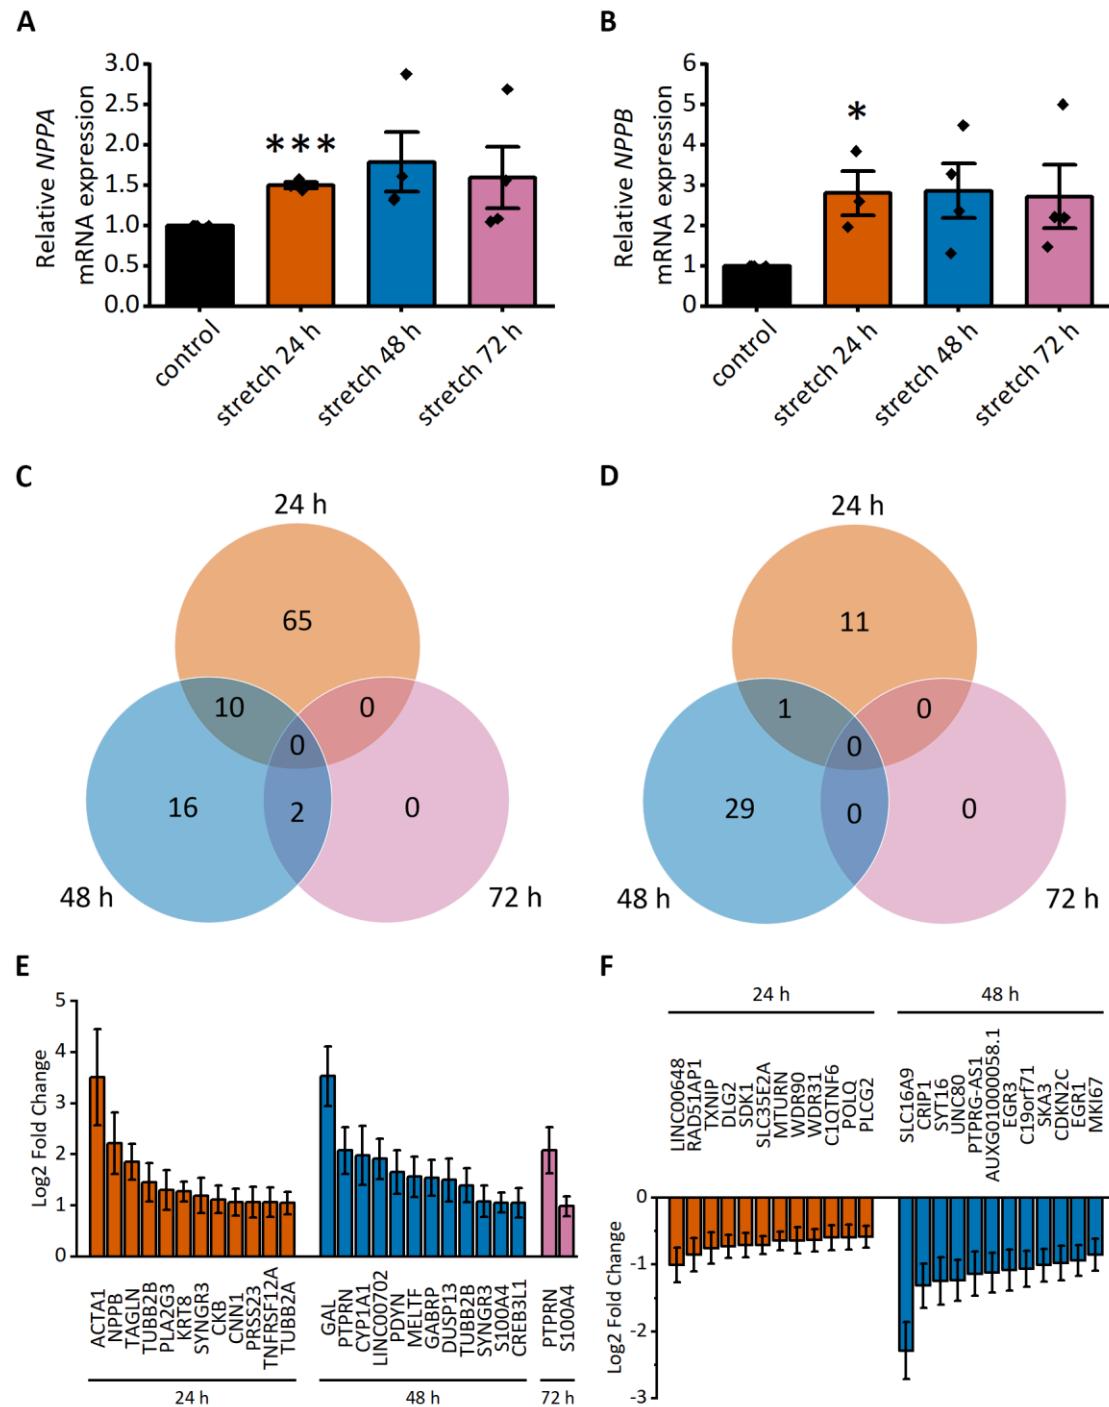 A
Relative NPPA
mRNA expression
3.0
2.5
2.0
1.5
1.0
0.5
0.0
***
control
stretch 24 h
stretch 48 h
stretch 72 h
B
Relative NPPB
mRNA expression
6
5
4
3
2
1
0
*
control
stretch 24 h
stretch 48 h
stretch 72 h
C
24 h
65
10
0
0
16
2
0
48 h
72 h
D
24 h
11
1
0
0
29
0
0
48 h
72 h
E
Log2 Fold Change
5
4
3
2
1
0
ACTA1
NPPB
TAGLN
TUBB2B
PLA2G3
KRT8
SYNGR3
CKB
CNN1
PRSS23
TNFRSF12A
TUBB2A
24 h
GAL
PTPRN
CYP1A1
LINC00702
PDYN
MELTF
GABRP
DUSP13
TUBB2B
SYNGR3
S100A4
CREB3L1
48 h
PTPRN
S100A4
72 h
F
24 h
48 h
LINC00648
RAD51AP1
TXNIP
DLG2
SDK1
SLC35E2A
MTURN
WDR90
WDR31
C1QTNF6
POLQ
PLCG2
SLC16A9
CRIP1
SYT16
UNC80
PTPRG-AS1
AUXG01000058.1
EGR3
C19orf71
SKA3
CDKN2C
EGR1
MKI67
Log2 Fold Change
0
-1
-2
-3